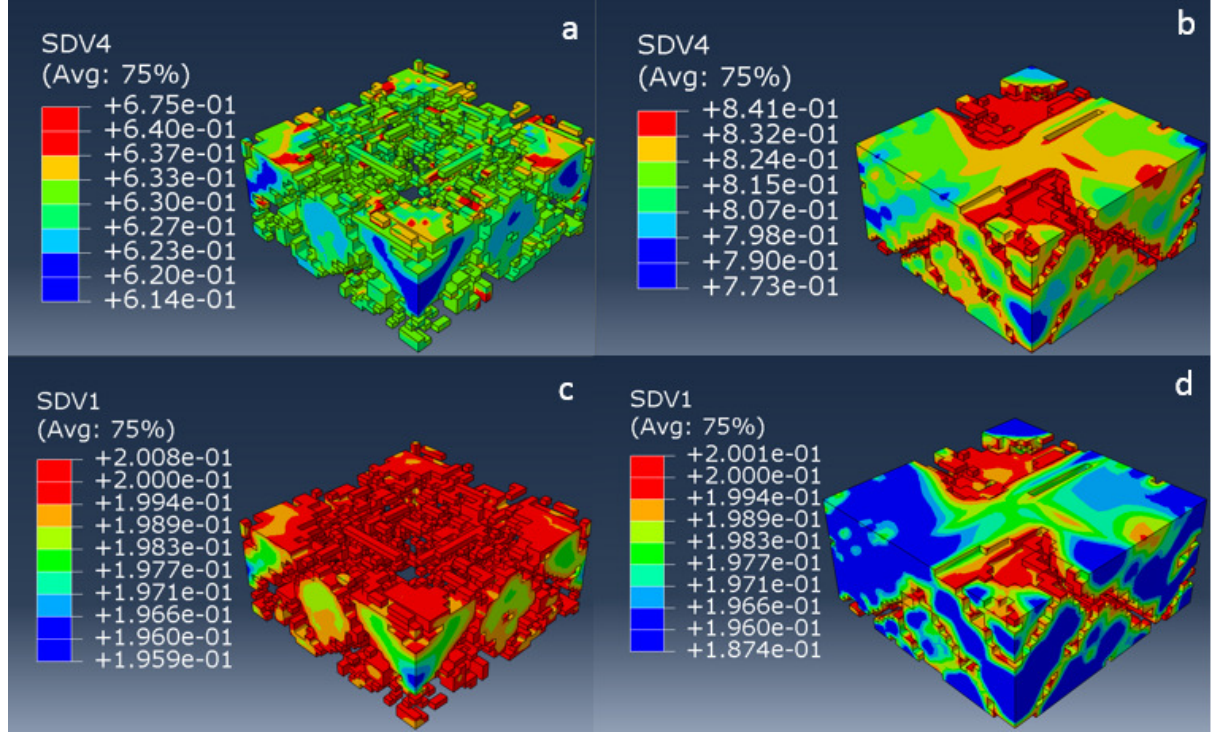 a
SDV4
(Avg: 75%)
+6.75e-01
+6.40e-01
+6.37e-01
+6.33e-01
+6.30e-01
+6.27e-01
+6.23e-01
+6.20e-01
+6.14e-01
b
SDV4
(Avg: 75%)
+8.41e-01
+8.32e-01
+8.24e-01
+8.15e-01
+8.07e-01
+7.98e-01
+7.90e-01
+7.73e-01
c
SDV1
(Avg: 75%)
+2.008e-01
+2.000e-01
+1.994e-01
+1.989e-01
+1.983e-01
+1.977e-01
+1.971e-01
+1.966e-01
+1.960e-01
+1.959e-01
d
SDV1
(Avg: 75%)
+2.001e-01
+2.000e-01
+1.994e-01
+1.989e-01
+1.983e-01
+1.977e-01
+1.971e-01
+1.966e-01
+1.960e-01
+1.874e-01